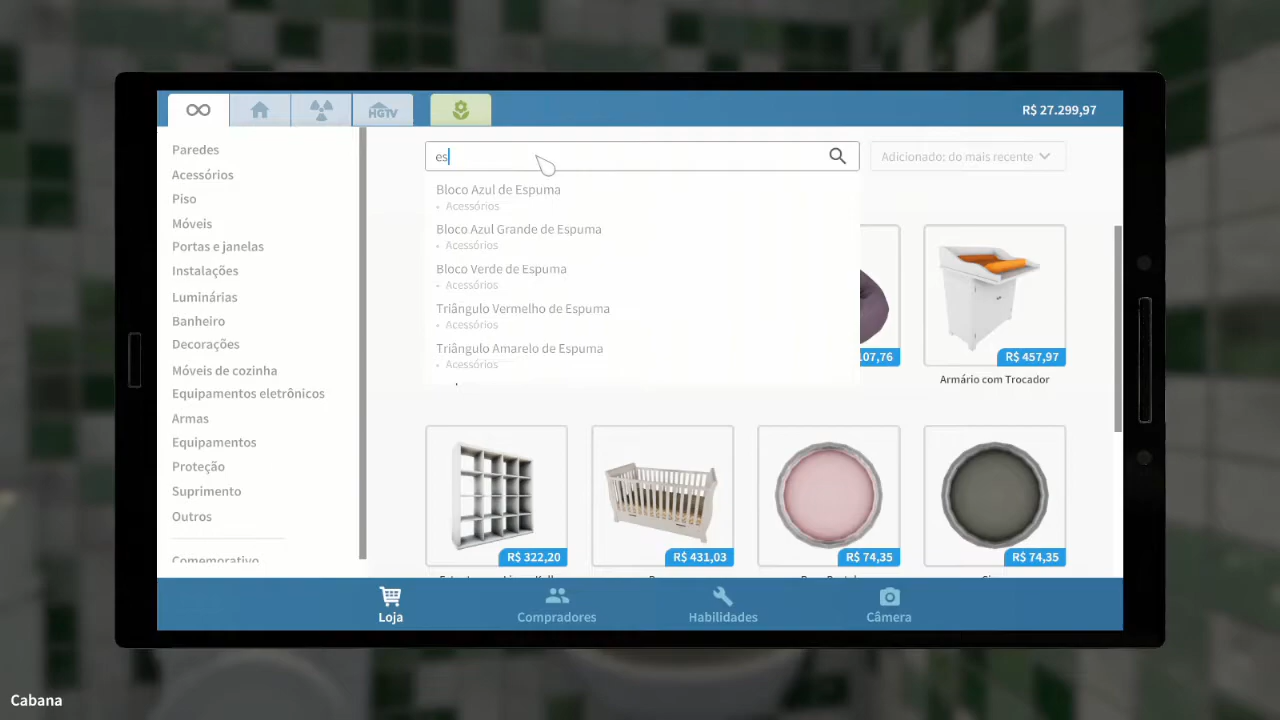 HGTV
R$ 27.299,97
Paredes
Acessórios
Piso
Móveis
Portas e janelas
Instalações
Luminárias
Banheiro
Decorações
Móveis de cozinha
Equipamentos eletrônicos
Armas
Equipamentos
Proteção
Suprimento
Outros
Comemorativo
es
Adicionado: do mais recente
Bloco Azul de Espuma
Acessórios
Bloco Azul Grande de Espuma
Acessórios
Bloco Verde de Espuma
Acessórios
Triângulo Vermelho de Espuma
Acessórios
Triângulo Amarelo de Espuma
Acessórios
107,76
R$ 457,97
Armário com Trocador
R$ 322,20
R$ 431,03
R$ 74,35
R$ 74,35
Loja
Compradores
Habilidades
Câmera
Cabana